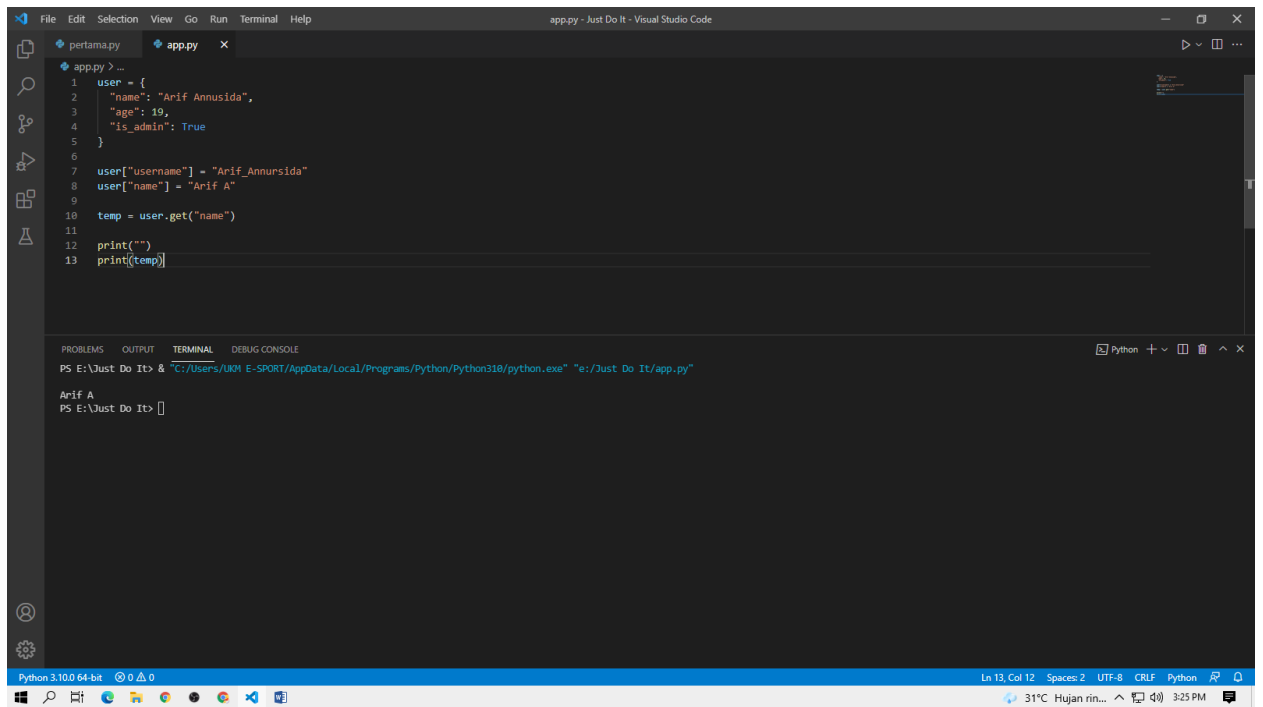 File Edit Selection View Go Run Terminal Help app.py - Just Do It - Visual Studio Code
pertama.py app.py
app.py > ...
1 user = {
2 "name": "Arif Annusida",
3 "age": 19,
4 "is_admin": True
5 }
6
7 user["username"] = "Arif_Annursida"
8 user["name"] = "Arif A"
9
10 temp = user.get("name")
11
12 print("")
13 print(temp)
PROBLEMS OUTPUT TERMINAL DEBUG CONSOLE Python
PS E:\Just Do It> & "C:/Users/UKM E-SPORT/AppData/Local/Programs/Python/Python310/python.exe" "e:/Just Do It/app.py"
Arif A
PS E:\Just Do It>
Python 3.10.0 64-bit 0 0 Ln 13, Col 12 Spaces: 2 UTF-8 CRLF Python
31°C Hujan rin... 3:25 PM